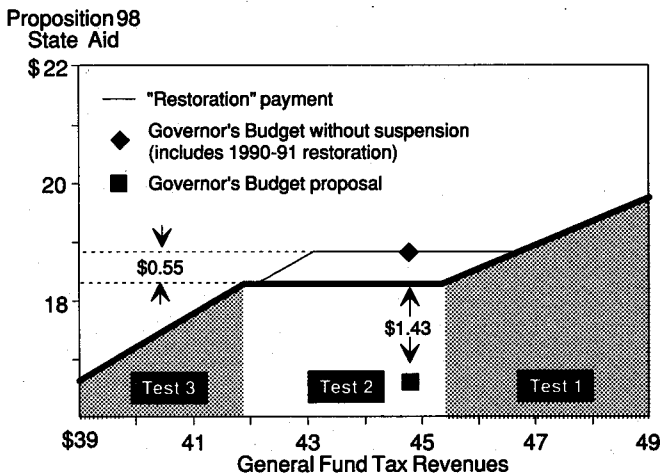 Proposition 98
State Aid
$22
"Restoration" payment
Governor's Budget without suspension
(includes 1990-91 restoration)
Governor's Budget proposal
20
$0.55
18
$1.43
Test 3
Test 2
Test 1
$39
41
43
45
47
49
General Fund Tax Revenues